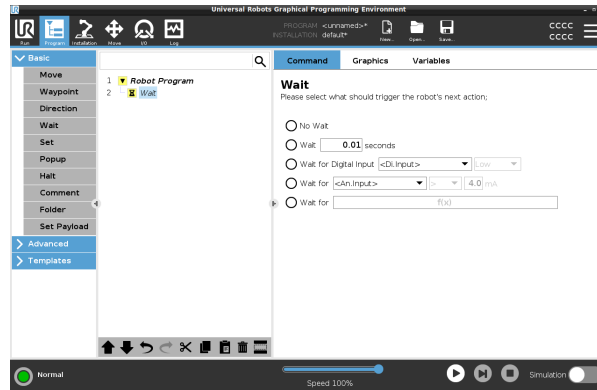 Universal Robots Graphical Programming Environment
PROGRAM <unnamed>*
INSTALLATION default*
CCCC
CCCC
Run Program Installation Move I/O Log New... Open... Save...
Basic
Move
Waypoint
Direction
Wait
Set
Popup
Halt
Comment
Folder
Set Payload
Advanced
Templates
1 Robot Program
2 Wait
Command Graphics Variables
Wait
Please select what should trigger the robot's next action;
No Wait
Wait 0.01 seconds
Wait for Digital Input <Di.Input> Low
Wait for <An.Input> > 4.0 mA
Wait for f(x)
Normal
Speed 100%
Simulation